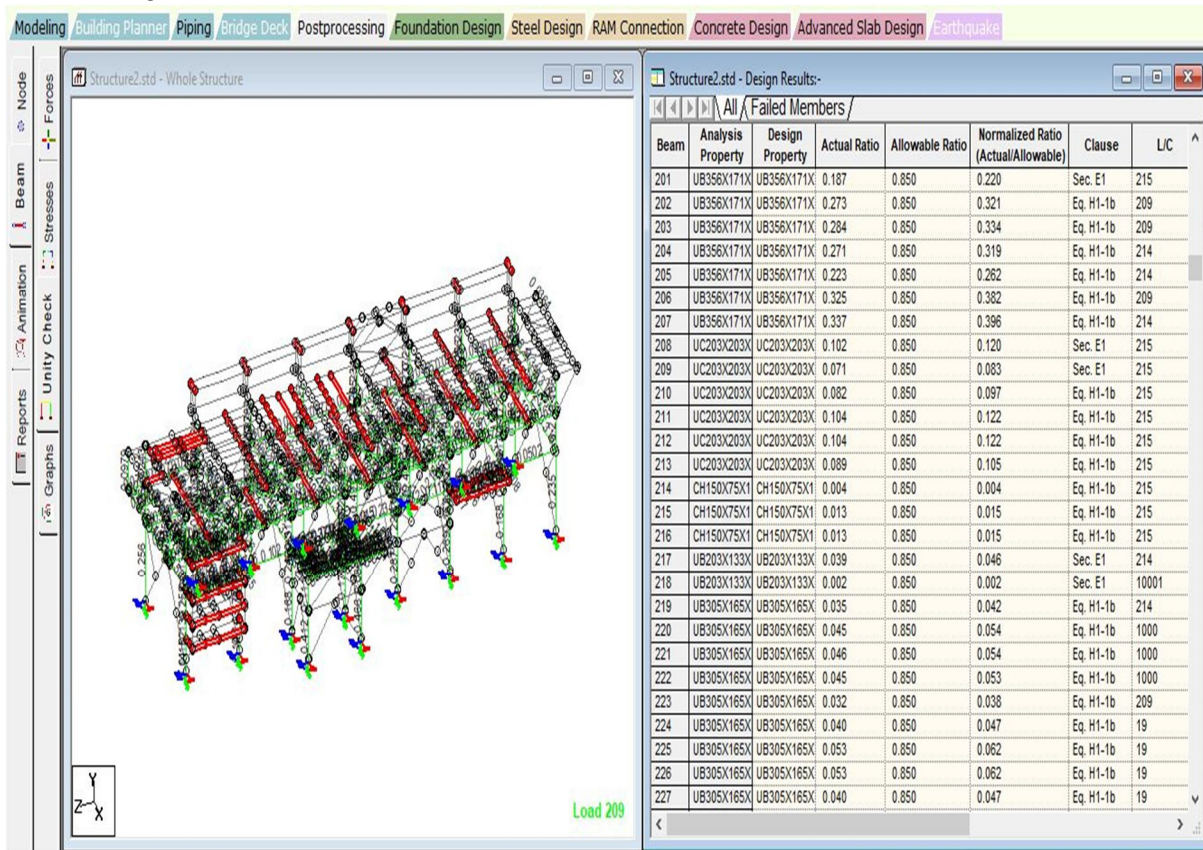 Modeling Building Planner Piping Bridge Deck Postprocessing Foundation Design Steel Design RAM Connection Concrete Design Advanced Slab Design Earthquake
Node
Beam
Animation
Reports
Forces
Stresses
Unity Check
Graphs
Structure2.std - Whole Structure
Load 209
Y
Z
X
Structure2.std - Design Results:-
All Failed Members
Beam Analysis Property Design Property Actual Ratio Allowable Ratio Normalized Ratio (Actual/Allowable) Clause L/C
201 UB356X171X UB356X171X 0.187 0.850 0.220 Sec. E1 215
202 UB356X171X UB356X171X 0.273 0.850 0.321 Eq. H1-1b 209
203 UB356X171X UB356X171X 0.284 0.850 0.334 Eq. H1-1b 209
204 UB356X171X UB356X171X 0.271 0.850 0.319 Eq. H1-1b 214
205 UB356X171X UB356X171X 0.223 0.850 0.262 Eq. H1-1b 214
206 UB356X171X UB356X171X 0.325 0.850 0.382 Eq. H1-1b 209
207 UB356X171X UB356X171X 0.337 0.850 0.396 Eq. H1-1b 214
208 UC203X203X UC203X203X 0.102 0.850 0.120 Sec. E1 215
209 UC203X203X UC203X203X 0.071 0.850 0.083 Sec. E1 215
210 UC203X203X UC203X203X 0.082 0.850 0.097 Eq. H1-1b 215
211 UC203X203X UC203X203X 0.104 0.850 0.122 Eq. H1-1b 215
212 UC203X203X UC203X203X 0.104 0.850 0.122 Eq. H1-1b 215
213 UC203X203X UC203X203X 0.089 0.850 0.105 Eq. H1-1b 215
214 CH150X75X1 CH150X75X1 0.004 0.850 0.004 Eq. H1-1b 215
215 CH150X75X1 CH150X75X1 0.013 0.850 0.015 Eq. H1-1b 215
216 CH150X75X1 CH150X75X1 0.013 0.850 0.015 Eq. H1-1b 215
217 UB203X133X UB203X133X 0.039 0.850 0.046 Sec. E1 214
218 UB203X133X UB203X133X 0.002 0.850 0.002 Sec. E1 10001
219 UB305X165X UB305X165X 0.035 0.850 0.042 Eq. H1-1b 214
220 UB305X165X UB305X165X 0.045 0.850 0.054 Eq. H1-1b 1000
221 UB305X165X UB305X165X 0.046 0.850 0.054 Eq. H1-1b 1000
222 UB305X165X UB305X165X 0.045 0.850 0.053 Eq. H1-1b 1000
223 UB305X165X UB305X165X 0.032 0.850 0.038 Eq. H1-1b 209
224 UB305X165X UB305X165X 0.040 0.850 0.047 Eq. H1-1b 19
225 UB305X165X UB305X165X 0.053 0.850 0.062 Eq. H1-1b 19
226 UB305X165X UB305X165X 0.053 0.850 0.062 Eq. H1-1b 19
227 UB305X165X UB305X165X 0.040 0.850 0.047 Eq. H1-1b 19